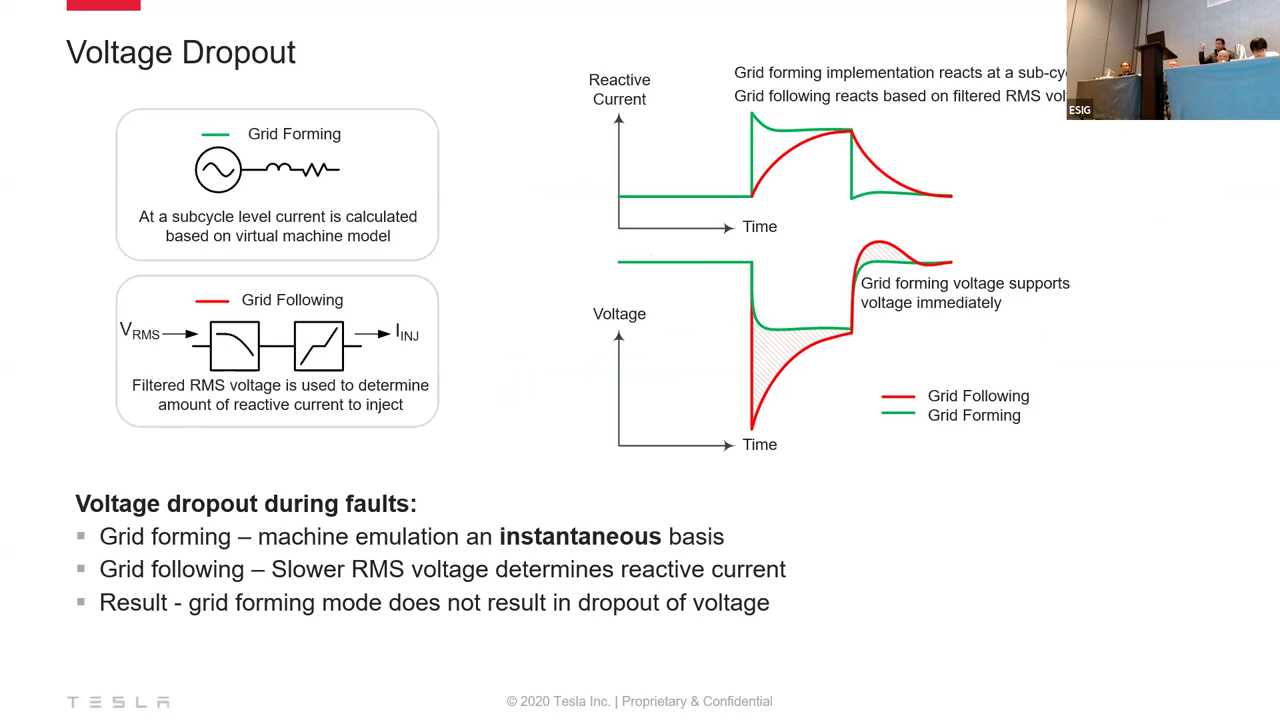 Voltage Dropout
Grid Forming
At a subcycle level current is calculated
based on virtual machine model
Grid Following
VRMS
IINJ
Filtered RMS voltage is used to determine
amount of reactive current to inject
Reactive
Current
Grid forming implementation reacts at a
Grid following reacts based on filtered RMS
ESIG
Time
Voltage
Grid forming voltage supports
voltage immediately
Grid Following
Grid Forming
Time
Voltage dropout during faults:
▪ Grid forming – machine emulation an instantaneous basis
▪ Grid following – Slower RMS voltage determines reactive current
▪ Result - grid forming mode does not result in dropout of voltage
TESLA
© 2020 Tesla Inc. | Proprietary & Confidential